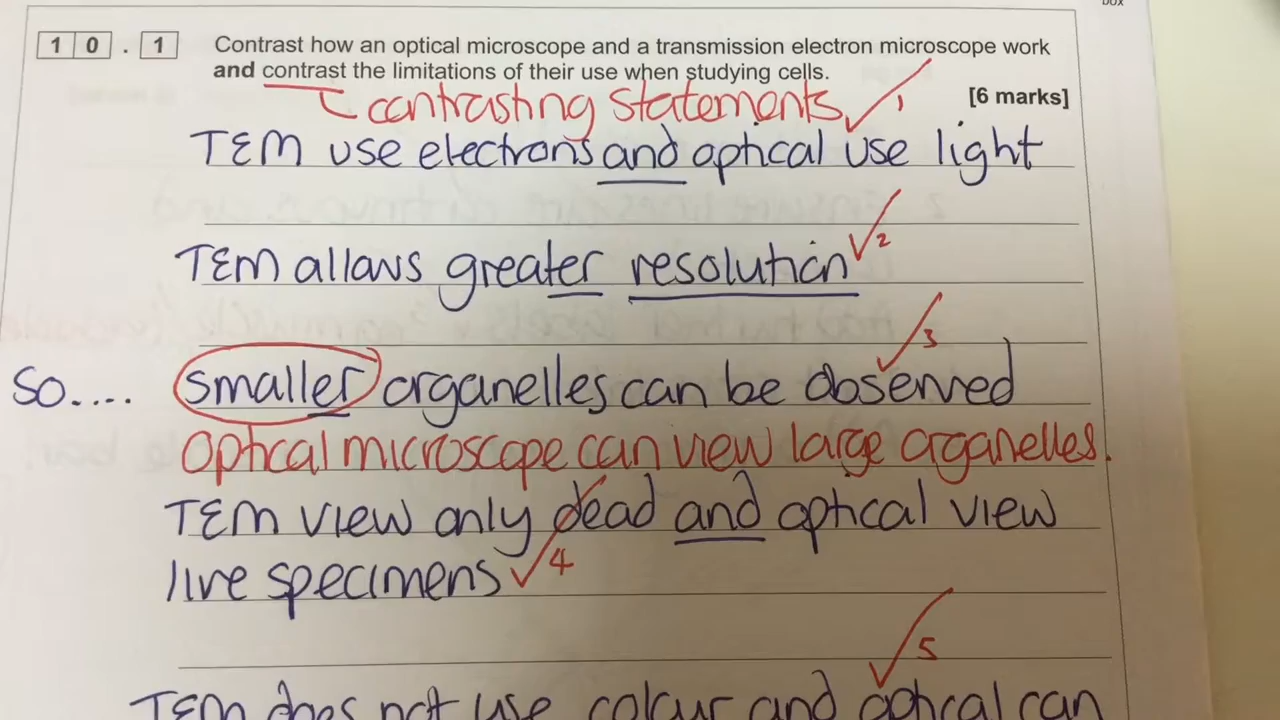 box
10.1 Contrast how an optical microscope and a transmission electron microscope work
and contrast the limitations of their use when studying cells.
[6 marks]
contrasting statements 1
TEM use electrons and optical use light
TEM allows greater resolution 2
3
So.... smaller organelles can be observed
Optical microscope can view large organelles.
TEM view only dead and optical view
live specimens 4
5
TEM does not use colour and optical can